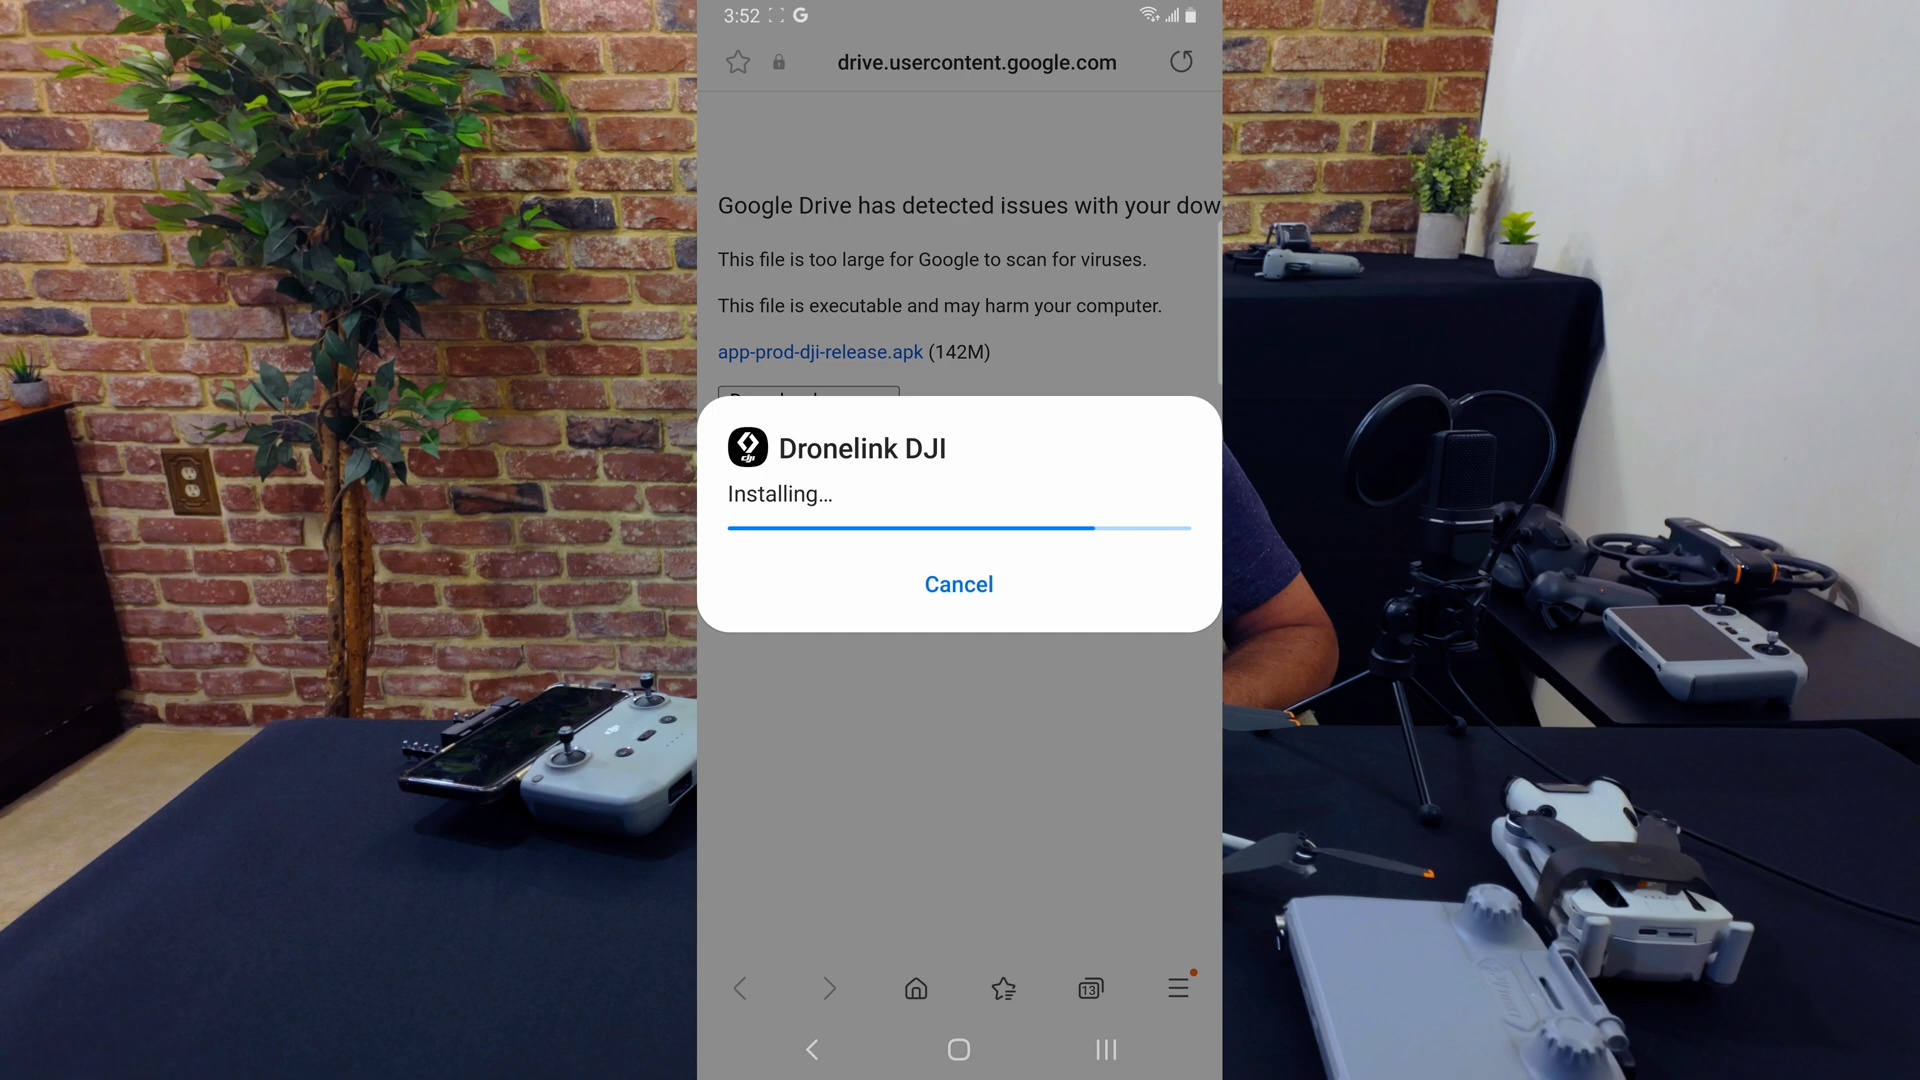 3:52
drive.usercontent.google.com
Google Drive has detected issues with your dow
This file is too large for Google to scan for viruses.
This file is executable and may harm your computer.
app-prod-dji-release.apk (142M)
Dronelink DJI
Installing...
Cancel
13